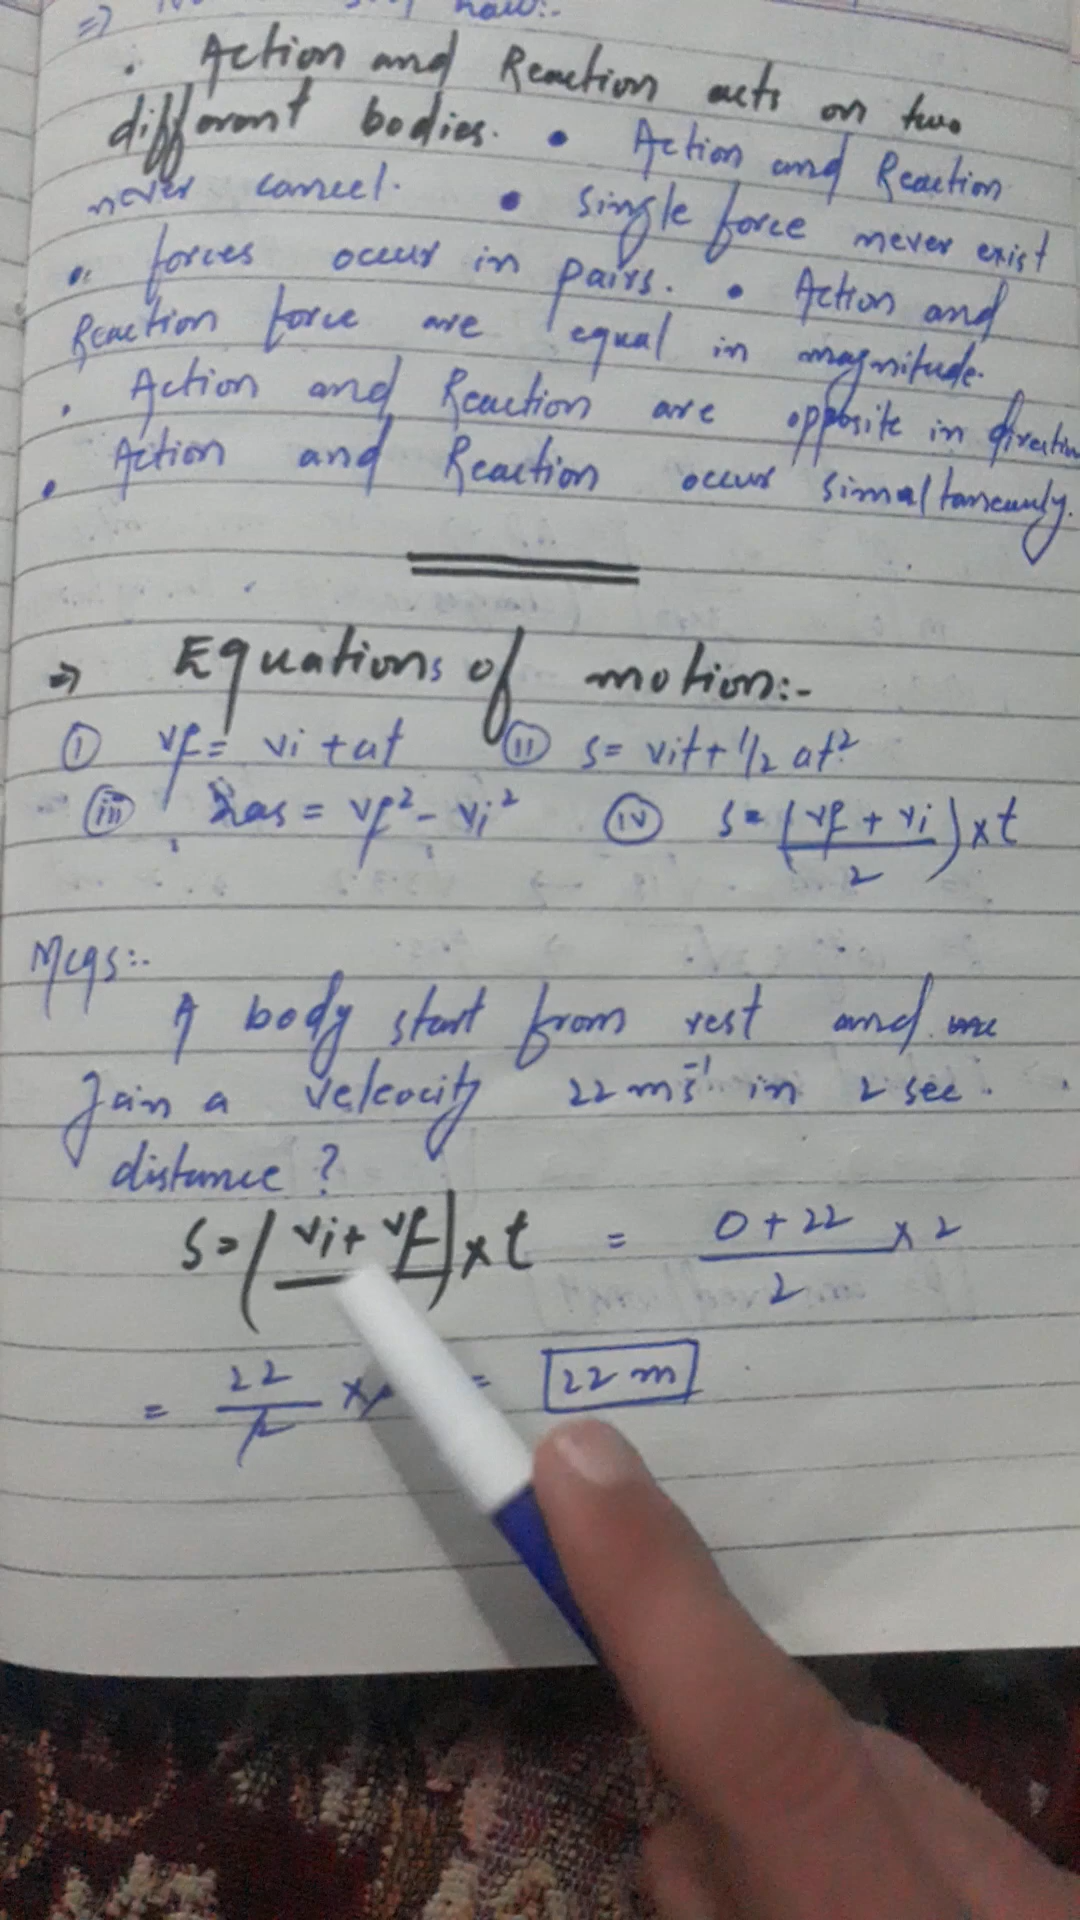 ⇒ law:-
• Action and Reaction acts on two
different bodies. • Action and Reaction
never cancel. • Single force never exist
• forces occur in pairs. • Action and
Reaction force are equal in magnitude.
• Action and Reaction are opposite in direction
• Action and Reaction occur simaltaneously.
⇒ Equations of motion:-
(i) vf = vi + at (ii) s = vit + 1/2 at²
(iii) 2as = vf² - vi² (iv) s = (vf + vi / 2) × t
Mcqs:-
A body start from rest and
gain a velocity 22 ms⁻¹ in 2 sec.
distance?
S = (vi + vf) × t = 0 + 22 / 2 × 2
= 22 / 2 × = 22 m